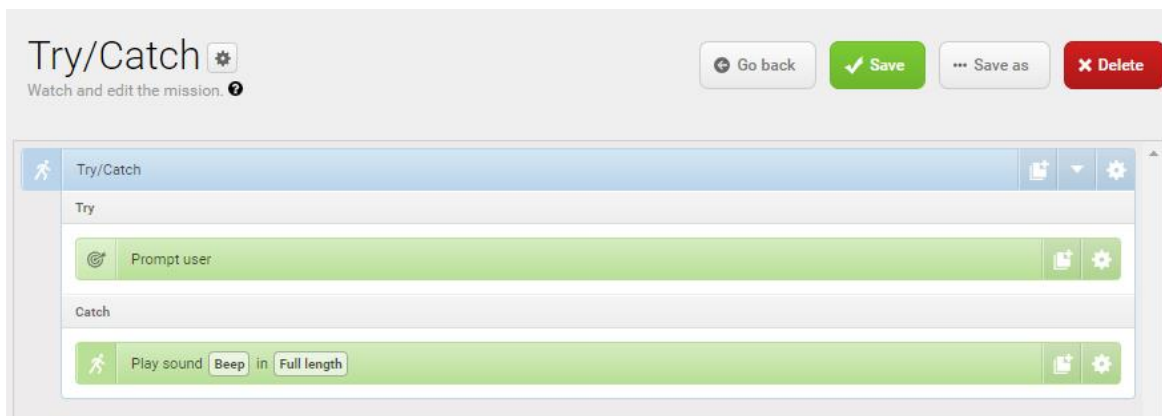 Try/Catch
Watch and edit the mission. ?
Go back
Save
Save as
Delete
Try/Catch
Try
Prompt user
Catch
Play sound Beep in Full length